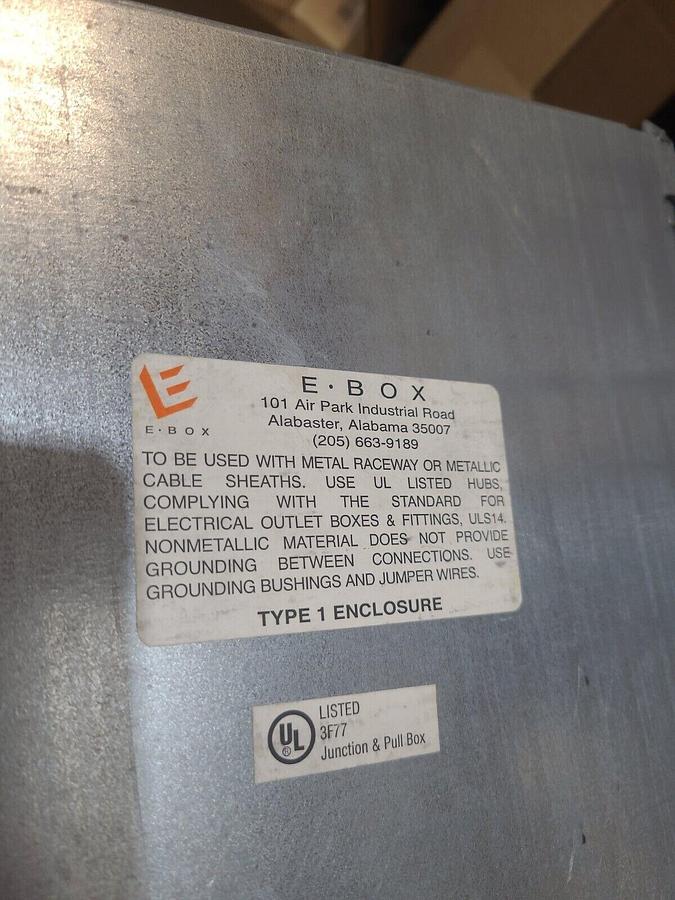 E·BOX
E·BOX
101 Air Park Industrial Road
Alabaster, Alabama 35007
(205) 663-9189
TO BE USED WITH METAL RACEWAY OR METALLIC
CABLE SHEATHS. USE UL LISTED HUBS,
COMPLYING WITH THE STANDARD FOR
ELECTRICAL OUTLET BOXES & FITTINGS, ULS14.
NONMETALLIC MATERIAL DOES NOT PROVIDE
GROUNDING BETWEEN CONNECTIONS. USE
GROUNDING BUSHINGS AND JUMPER WIRES.
TYPE 1 ENCLOSURE
UL
®
LISTED
3F77
Junction & Pull Box